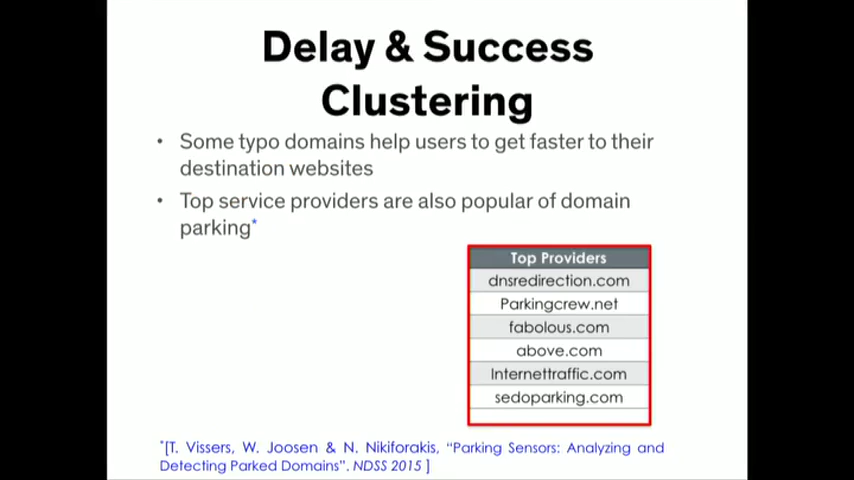 Delay & Success
Clustering
• Some typo domains help users to get faster to their
destination websites
• Top service providers are also popular of domain
parking*
Top Providers
dnsredirection.com
Parkingcrew.net
fabolous.com
above.com
Internettraffic.com
sedoparking.com
*[T. Vissers, W. Joosen & N. Nikiforakis, “Parking Sensors: Analyzing and
Detecting Parked Domains”. NDSS 2015 ]